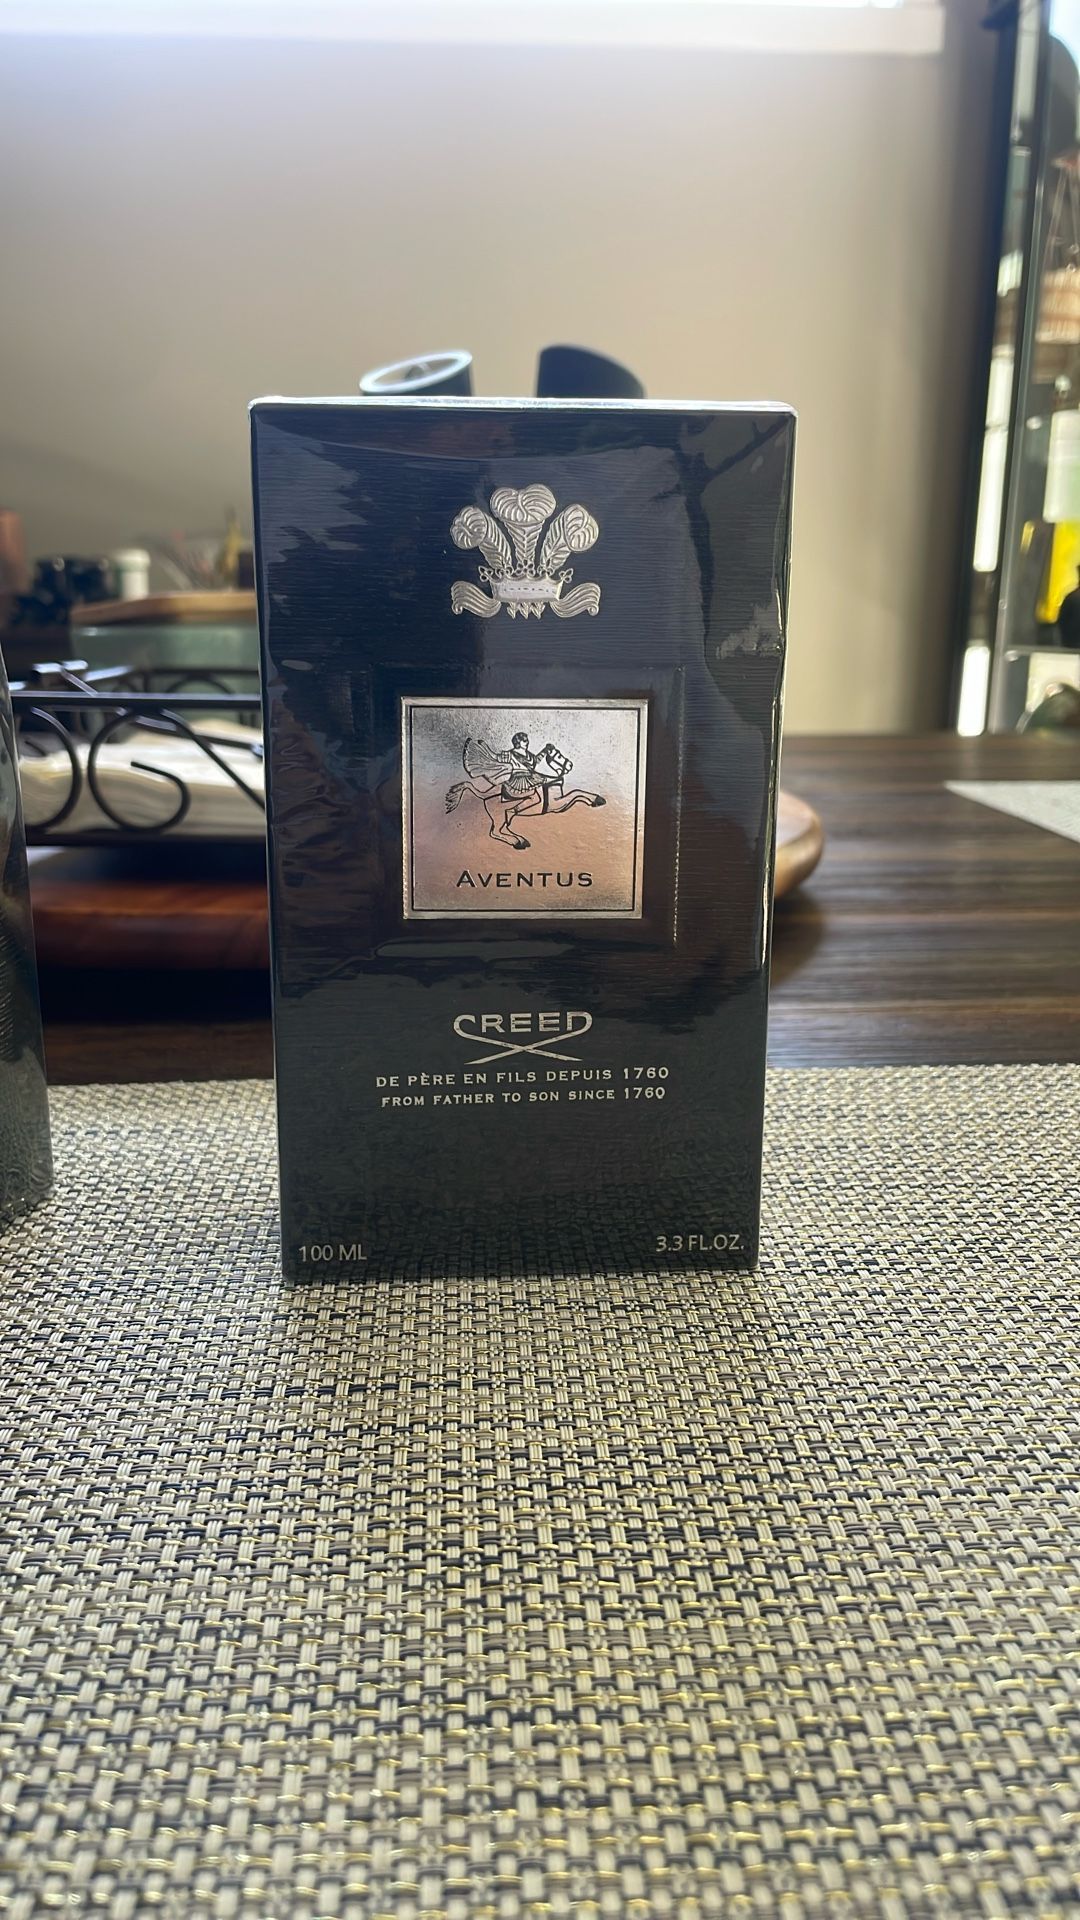 AVENTUS
CREED
DE PÈRE EN FILS DEPUIS 1760
FROM FATHER TO SON SINCE 1760
100 ML
3.3 FL.OZ.